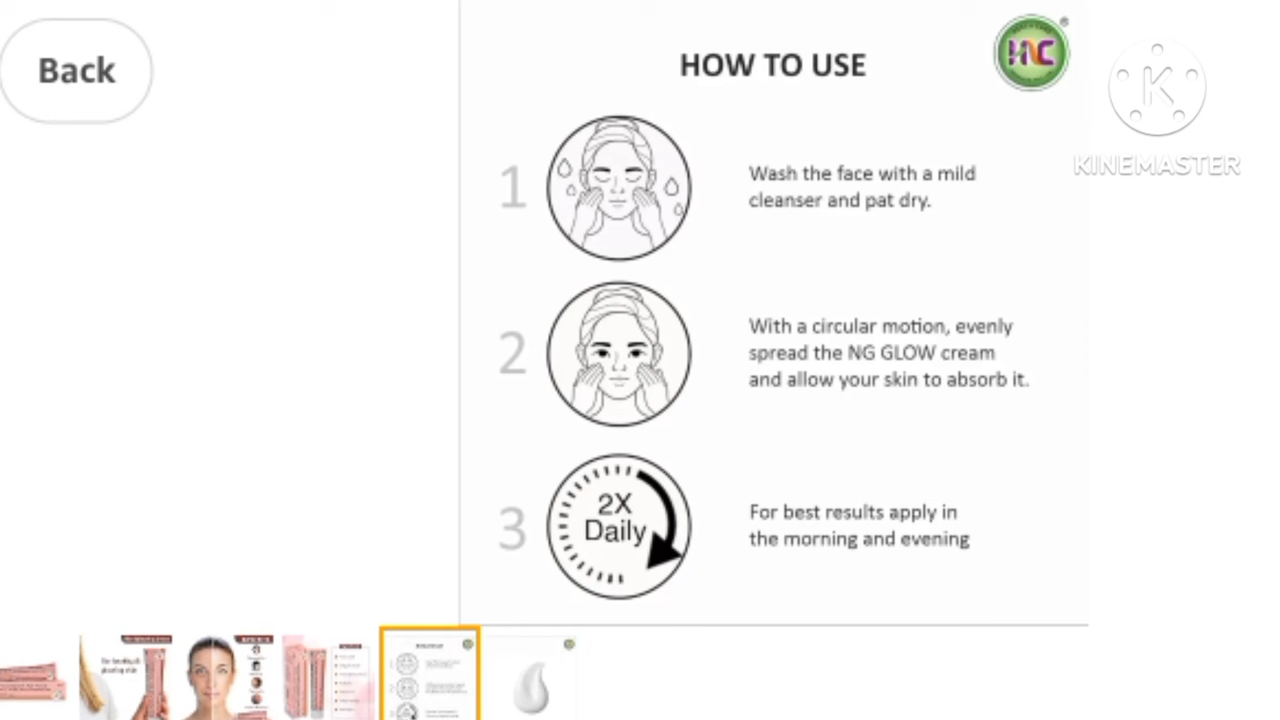 Back
HOW TO USE
HNC
®
K
KINEMASTER
1
Wash the face with a mild
cleanser and pat dry.
2
With a circular motion, evenly
spread the NG GLOW cream
and allow your skin to absorb it.
3
2X
Daily
For best results apply in
the morning and evening